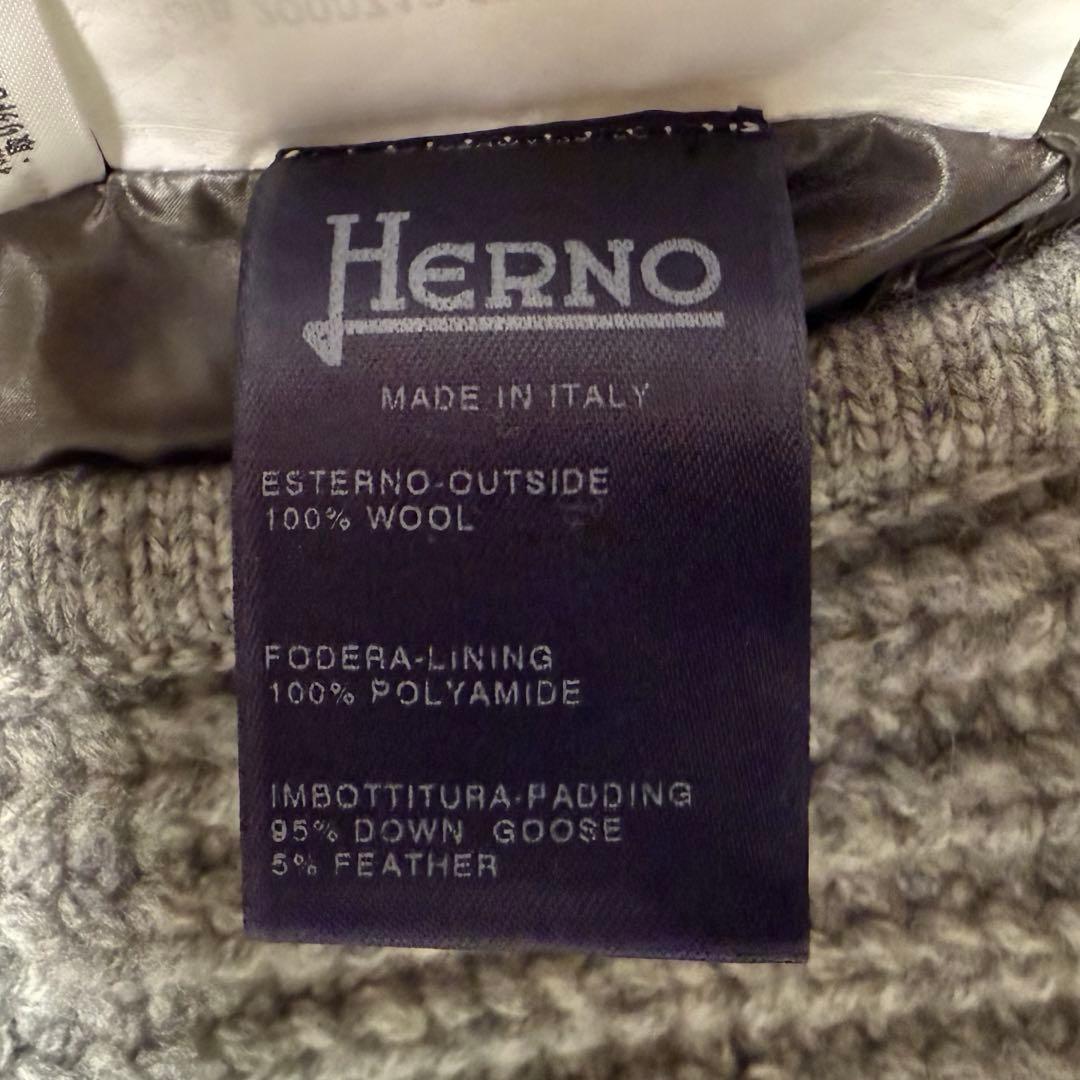 HERNO
MADE IN ITALY
ESTERNO-OUTSIDE
100% WOOL
FODERA-LINING
100% POLYAMIDE
IMBOTTITURA-PADDING
95% DOWN GOOSE
5% FEATHER